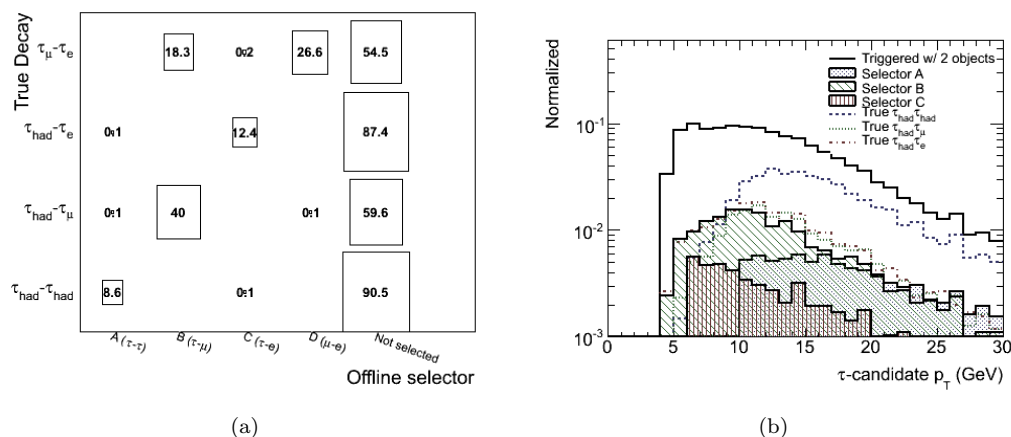 True Decay
τμ-τe 18.3 0.2 26.6 54.5
τhad-τe 0.1 12.4 87.4
τhad-τμ 0.1 40 0.1 59.6
τhad-τhad 8.6 0.1 90.5
A (τ-τ) B (τ-μ) C (τ-e) D (μ-e) Not selected
Offline selector
(a)
Normalized
Triggered w/ 2 objects
Selector A
Selector B
Selector C
True τhadτhad
True τhadτμ
True τhadτe
10-1
10-2
10-3
0 5 10 15 20 25 30
τ-candidate pT (GeV)
(b)